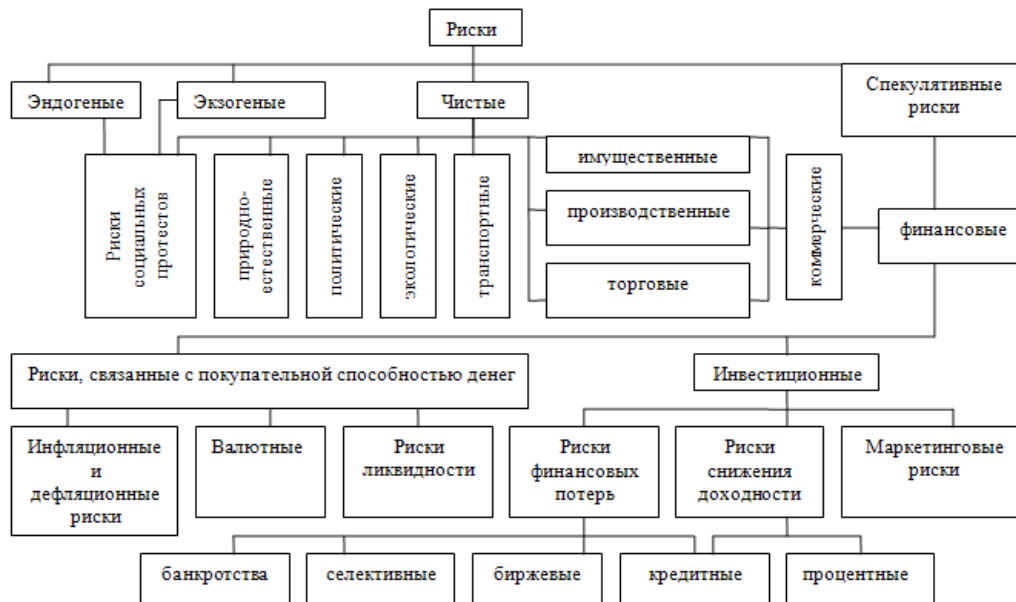 Риски
Эндогеные
Экзогеные
Чистые
Спекулятивные
риски
Риски
социальных
протестов
природно-
естественные
политические
экологические
транспортные
имущественные
производственные
торговые
коммерческие
финансовые
Риски, связанные с покупательной способностью денег
Инвестиционные
Инфляционные
и
дефляционные
риски
Валютные
Риски
ликвидности
Риски
финансовых
потерь
Риски
снижения
доходности
Маркетинговые
риски
банкротства
селективные
биржевые
кредитные
процентные